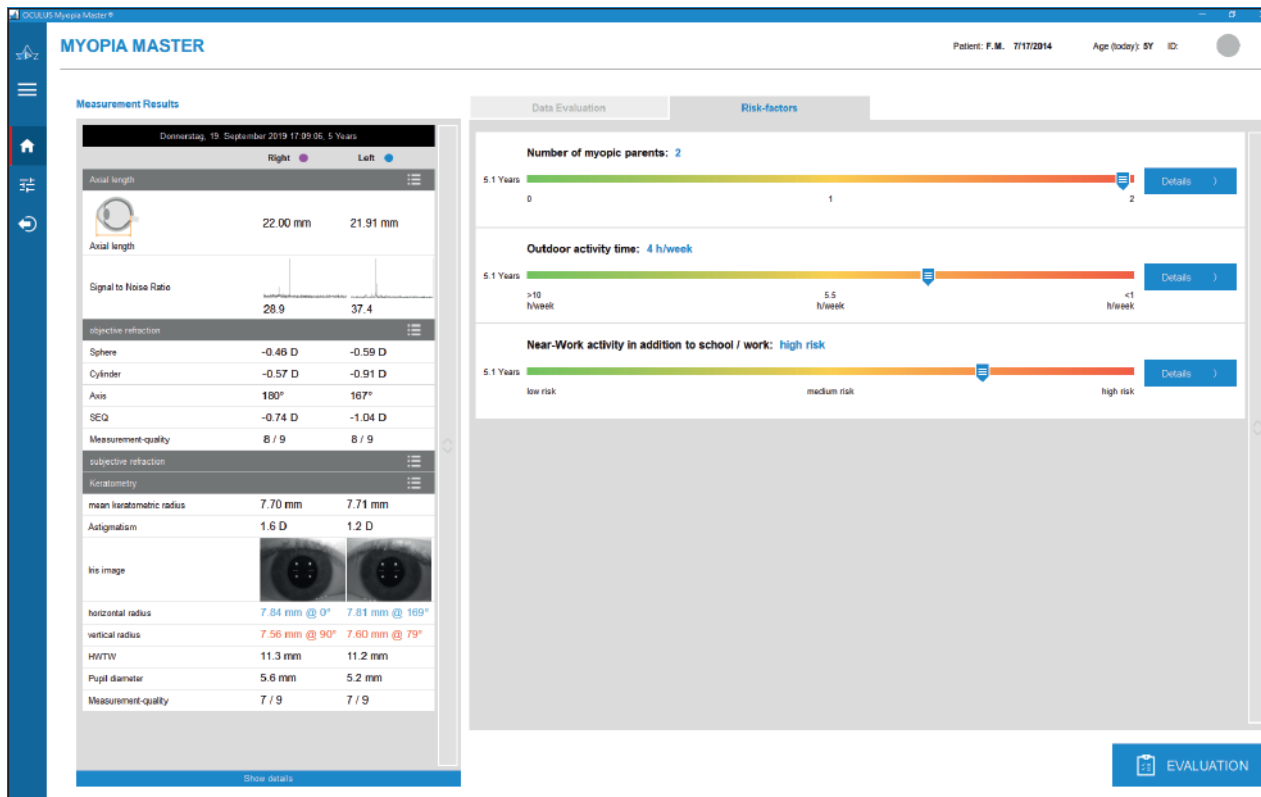 OCULUS Myopia Master®
MYOPIA MASTER
Patient: F.M. 7/17/2014 Age (today): 5Y ID:
Measurement Results
Donnerstag, 19. September 2019 17:09:06, 5 Years
Right Left
Axial length
22.00 mm 21.91 mm
Axial length
Signal to Noise Ratio
28.9 37.4
objective refraction
Sphere -0.46 D -0.59 D
Cylinder -0.57 D -0.91 D
Axis 180° 167°
SEQ -0.74 D -1.04 D
Measurement-quality 8 / 9 8 / 9
subjective refraction
Keratometry
mean keratometric radius 7.70 mm 7.71 mm
Astigmatism 1.6 D 1.2 D
Iris image
horizontal radius 7.84 mm @ 0° 7.81 mm @ 169°
vertical radius 7.56 mm @ 90° 7.60 mm @ 79°
HWTW 11.3 mm 11.2 mm
Pupil diameter 5.6 mm 5.2 mm
Measurement-quality 7 / 9 7 / 9
Show details
Data Evaluation Risk-factors
Number of myopic parents: 2
5.1 Years Details
0 1 2
Outdoor activity time: 4 h/week
5.1 Years Details
>10 5.5 <1
h/week h/week h/week
Near-Work activity in addition to school / work: high risk
5.1 Years Details
low risk medium risk high risk
EVALUATION